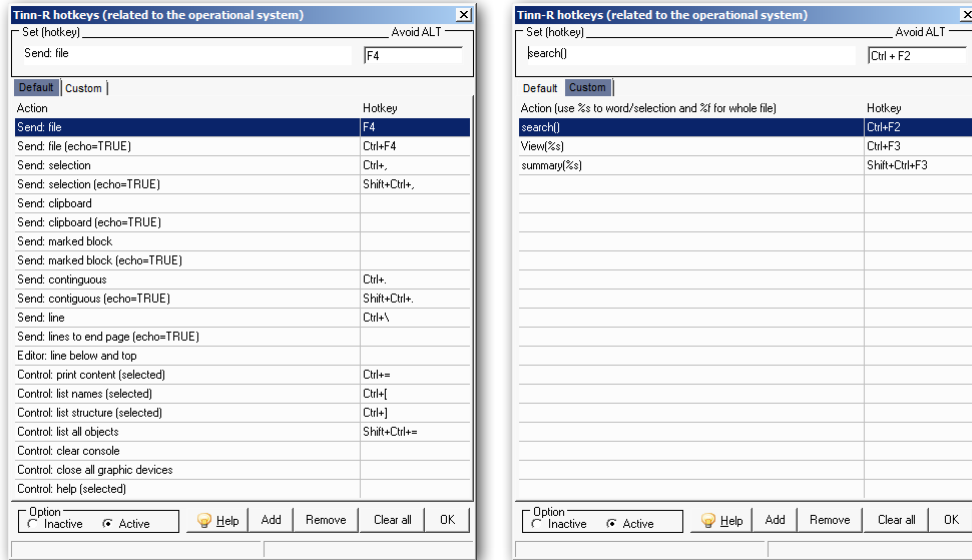 Tinn-R hotkeys (related to the operational system)
Set (hotkey) Avoid ALT
Send: file F4
Default Custom
Action Hotkey
Send: file F4
Send: file (echo=TRUE) Ctrl+F4
Send: selection Ctrl+,
Send: selection (echo=TRUE) Shift+Ctrl+,
Send: clipboard
Send: clipboard (echo=TRUE)
Send: marked block
Send: marked block (echo=TRUE)
Send: continguous Ctrl+.
Send: contiguous (echo=TRUE) Shift+Ctrl+.
Send: line Ctrl+\
Send: lines to end page (echo=TRUE)
Editor: line below and top
Control: print content (selected) Ctrl+=
Control: list names (selected) Ctrl+[
Control: list structure (selected) Ctrl+]
Control: list all objects Shift+Ctrl+=
Control: clear console
Control: close all graphic devices
Control: help (selected)
Option
Inactive Active Help Add Remove Clear all OK
Tinn-R hotkeys (related to the operational system)
Set (hotkey) Avoid ALT
search() Ctrl + F2
Default Custom
Action (use %s to word/selection and %f for whole file) Hotkey
search() Ctrl+F2
View(%s) Ctrl+F3
summary(%s) Shift+Ctrl+F3
Option
Inactive Active Help Add Remove Clear all OK